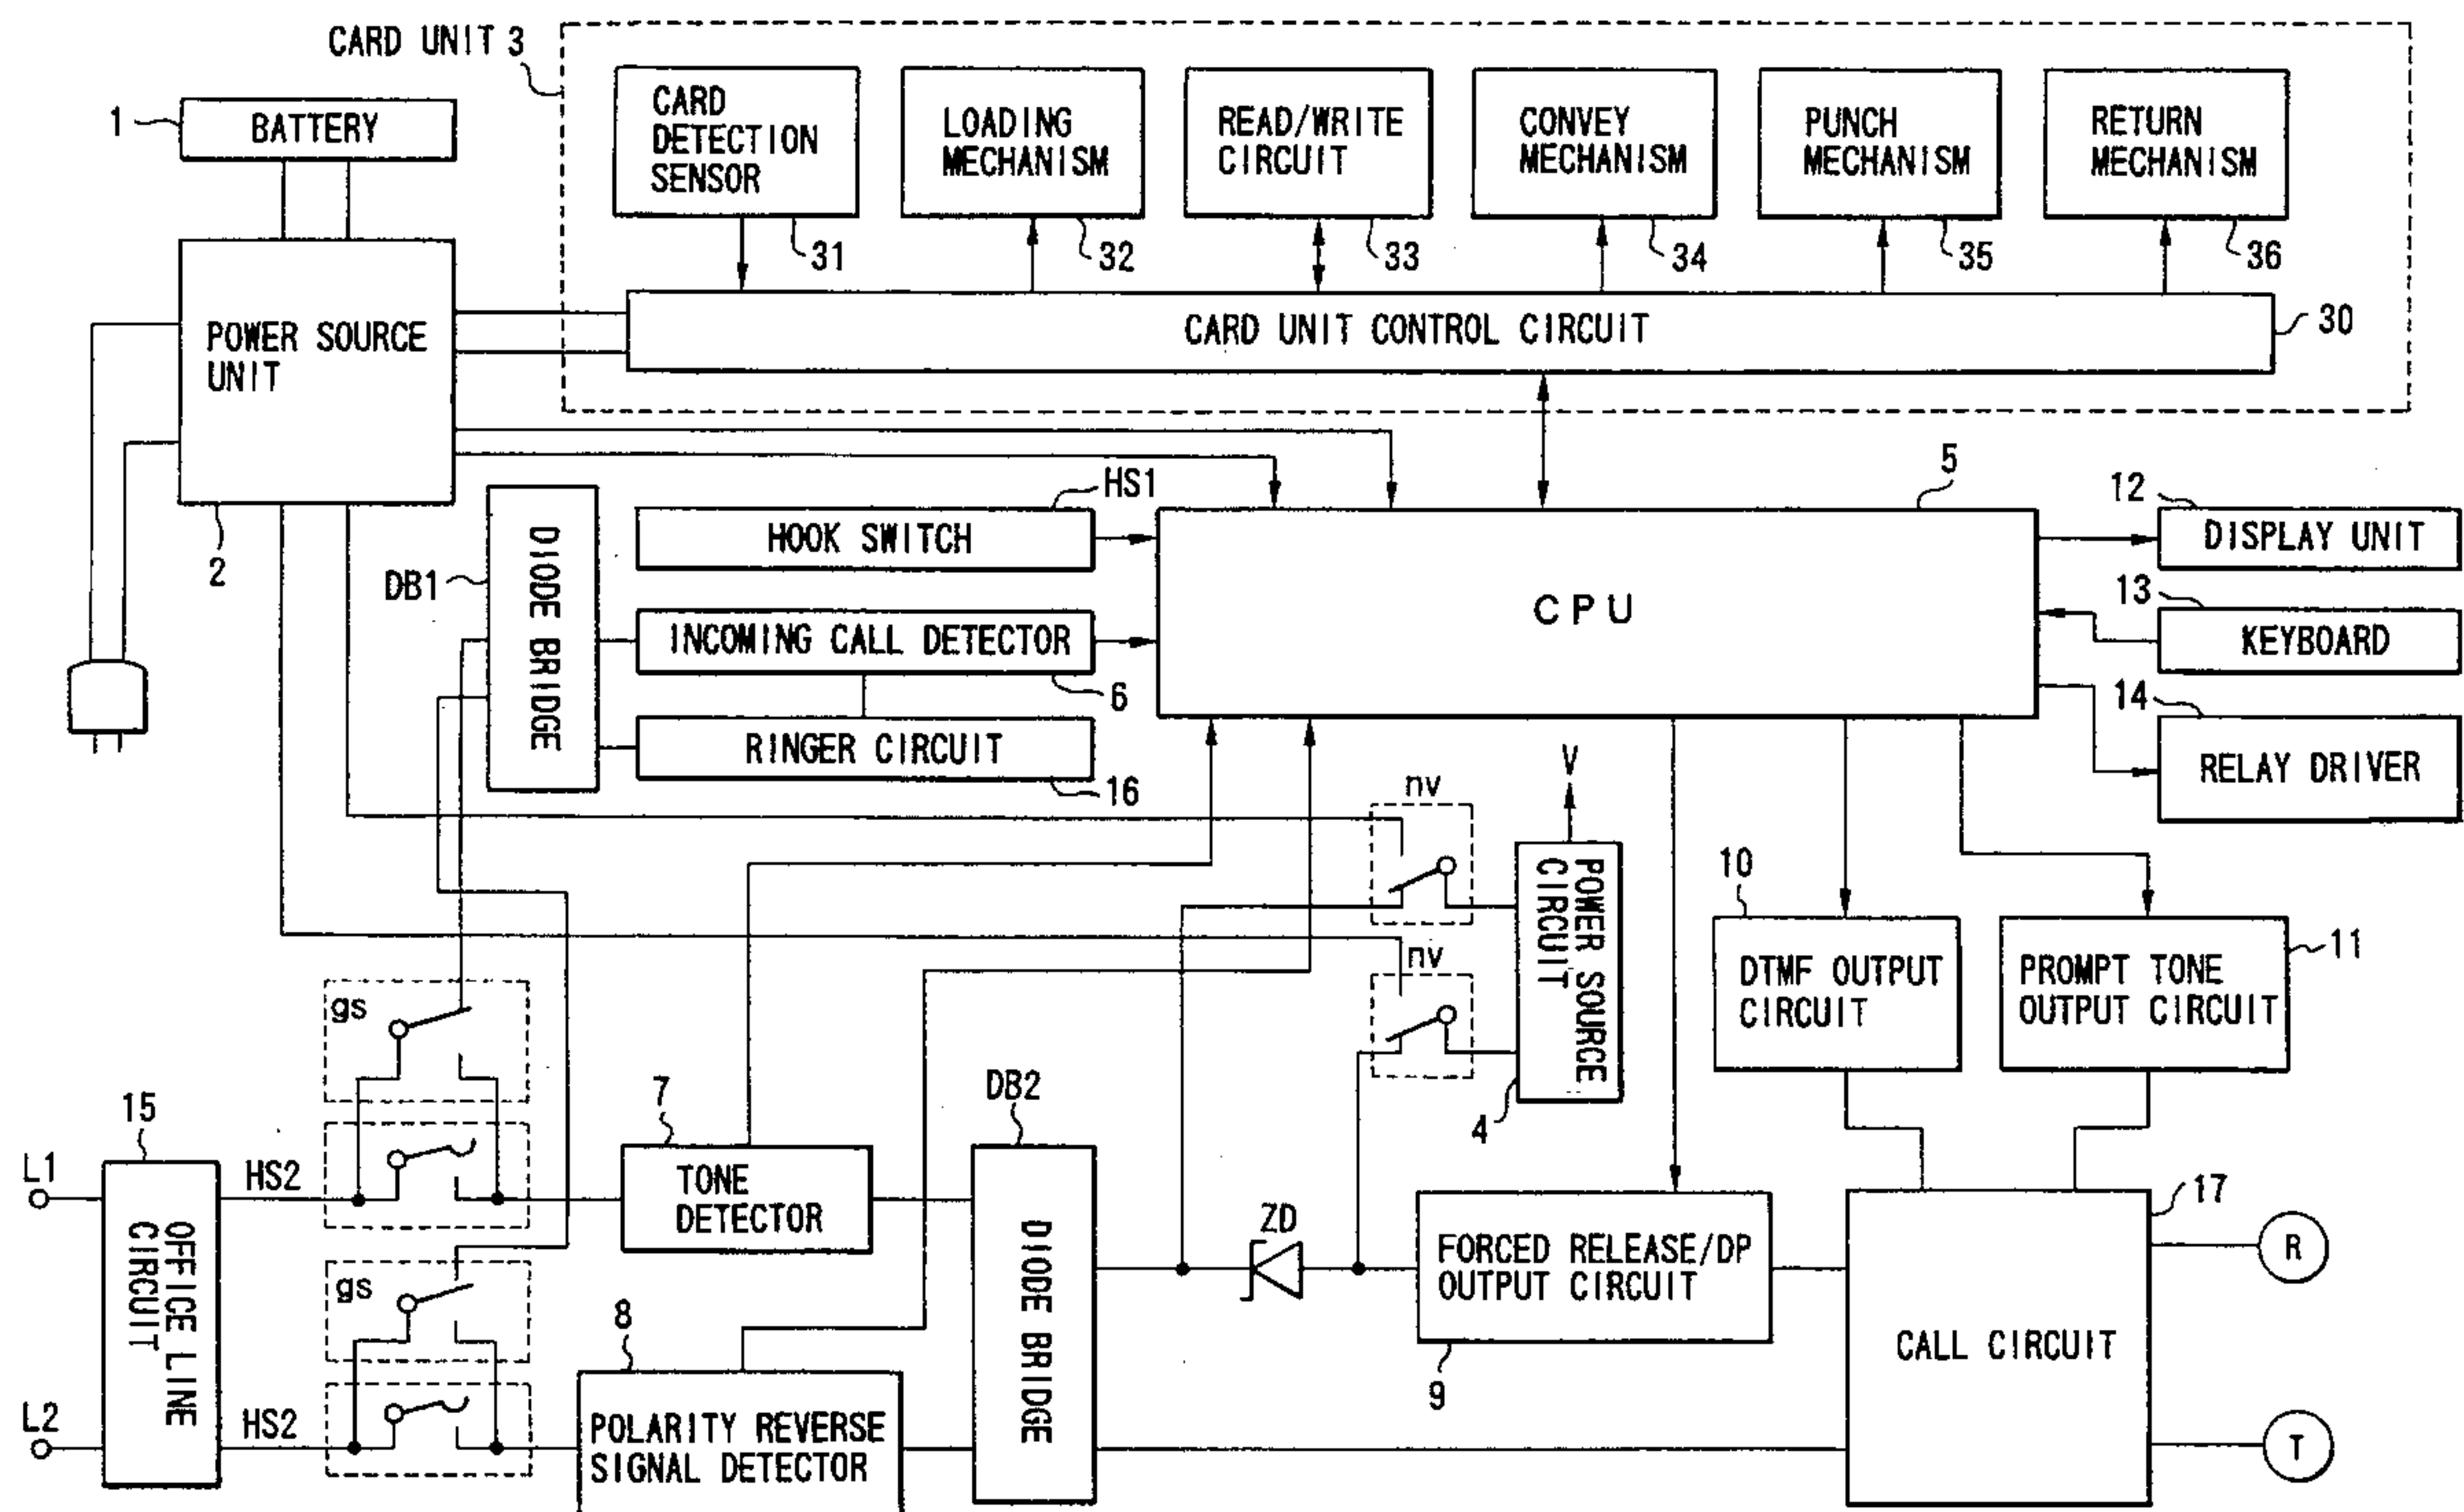 CARD UNIT 3
1
BATTERY
CARD
DETECTION
SENSOR
31
LOADING
MECHANISM
32
READ/WRITE
CIRCUIT
33
CONVEY
MECHANISM
34
PUNCH
MECHANISM
35
RETURN
MECHANISM
36
POWER SOURCE
UNIT
2
CARD UNIT CONTROL CIRCUIT
30
HS1
HOOK SWITCH
DB1
DIODE BRIDGE
INCOMING CALL DETECTOR
6
RINGER CIRCUIT
16
5
CPU
12
DISPLAY UNIT
13
KEYBOARD
14
RELAY DRIVER
nv
V
POWER SOURCE
CIRCUIT
4
nv
10
DTMF OUTPUT
CIRCUIT
PROMPT TONE
OUTPUT CIRCUIT
11
gs
15
L1
OFFICE LINE
CIRCUIT
HS2
7
TONE
DETECTOR
DB2
DIODE BRIDGE
ZD
FORCED RELEASE/DP
OUTPUT CIRCUIT
9
17
CALL CIRCUIT
R
gs
8
L2
HS2
POLARITY REVERSE
SIGNAL DETECTOR
T